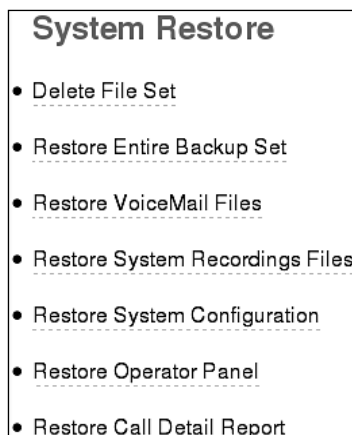 System Restore
Delete File Set
Restore Entire Backup Set
Restore VoiceMail Files
Restore System Recordings Files
Restore System Configuration
Restore Operator Panel
Restore Call Detail Report